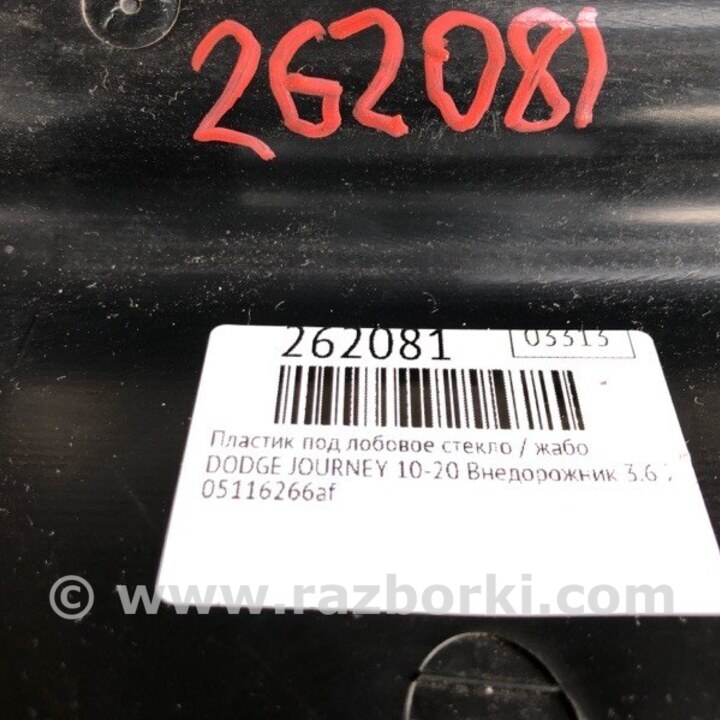 262081
262081 03313
Пластик под лобовое стекло / жабо
DODGE JOURNEY 10-20 Внедорожник 3.6
05116266af
© www.razborki.com